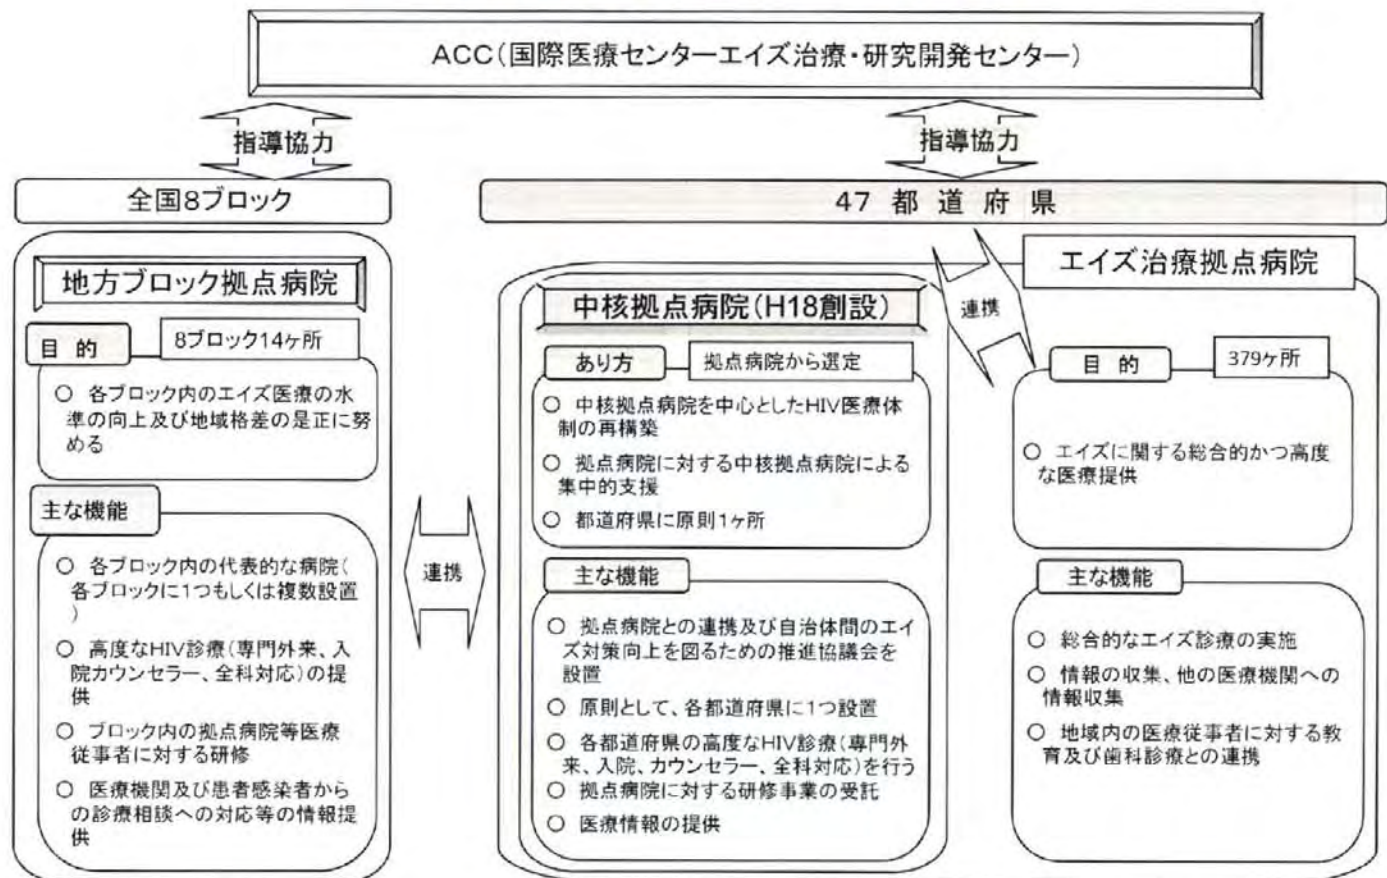 ACC(国際医療センターエイズ治療・研究開発センター)
指導協力
指導協力
全国8ブロック
地方ブロック拠点病院
目 的
8ブロック14ヶ所
○ 各ブロック内のエイズ医療の水
準の向上及び地域格差の是正に努
める
主な機能
○ 各ブロック内の代表的な病院(
各ブロックに1つもしくは複数設置
)
○ 高度なHIV診療(専門外来、入
院カウンセラー、全科対応)の提
供
○ ブロック内の拠点病院等医療
従事者に対する研修
○ 医療機関及び患者感染者から
の診療相談への対応等の情報提
供
連携
47 都 道 府 県
中核拠点病院(H18創設)
あり方
拠点病院から選定
○ 中核拠点病院を中心としたHIV医療体
制の再構築
○ 拠点病院に対する中核拠点病院による
集中的支援
○ 都道府県に原則1ヶ所
主な機能
○ 拠点病院との連携及び自治体間のエイ
ズ対策向上を図るための推進協議会を
設置
○ 原則として、各都道府県に1つ設置
○ 各都道府県の高度なHIV診療(専門外
来、入院、カウンセラー、全科対応)を行う
○ 拠点病院に対する研修事業の受託
○ 医療情報の提供
連携
エイズ治療拠点病院
目 的
379ヶ所
○ エイズに関する総合的かつ高度
な医療提供
主な機能
○ 総合的なエイズ診療の実施
○ 情報の収集、他の医療機関への
情報収集
○ 地域内の医療従事者に対する教
育及び歯科診療との連携